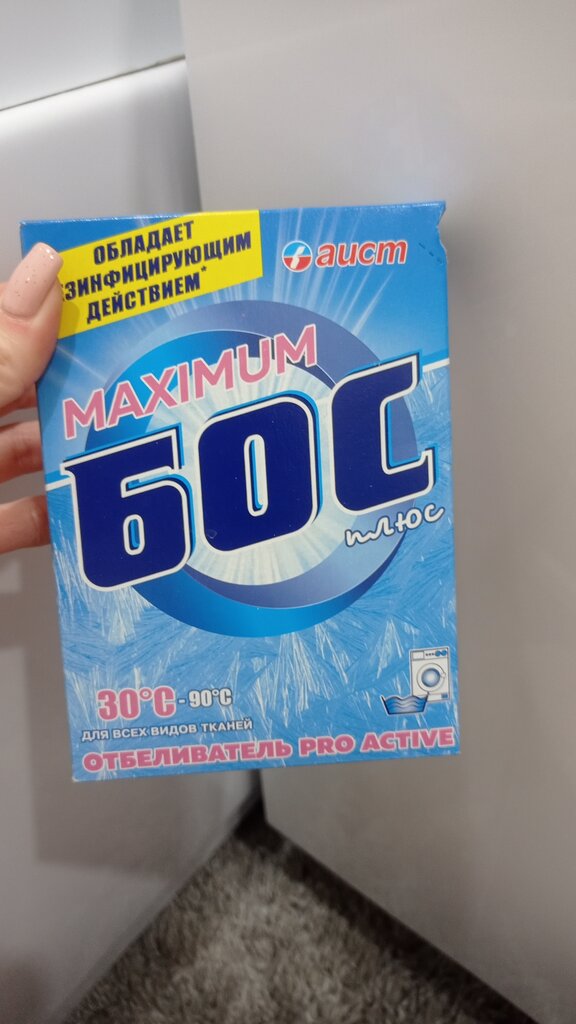 ОБЛАДАЕТ
ЗИНФИЦИРУЮЩИМ
ДЕЙСТВИЕМ*
аист
MAXIMUM
БОС
плюс
30°C - 90°C
ДЛЯ ВСЕХ ВИДОВ ТКАНЕЙ
ОТБЕЛИВАТЕЛЬ PRO ACTIVE